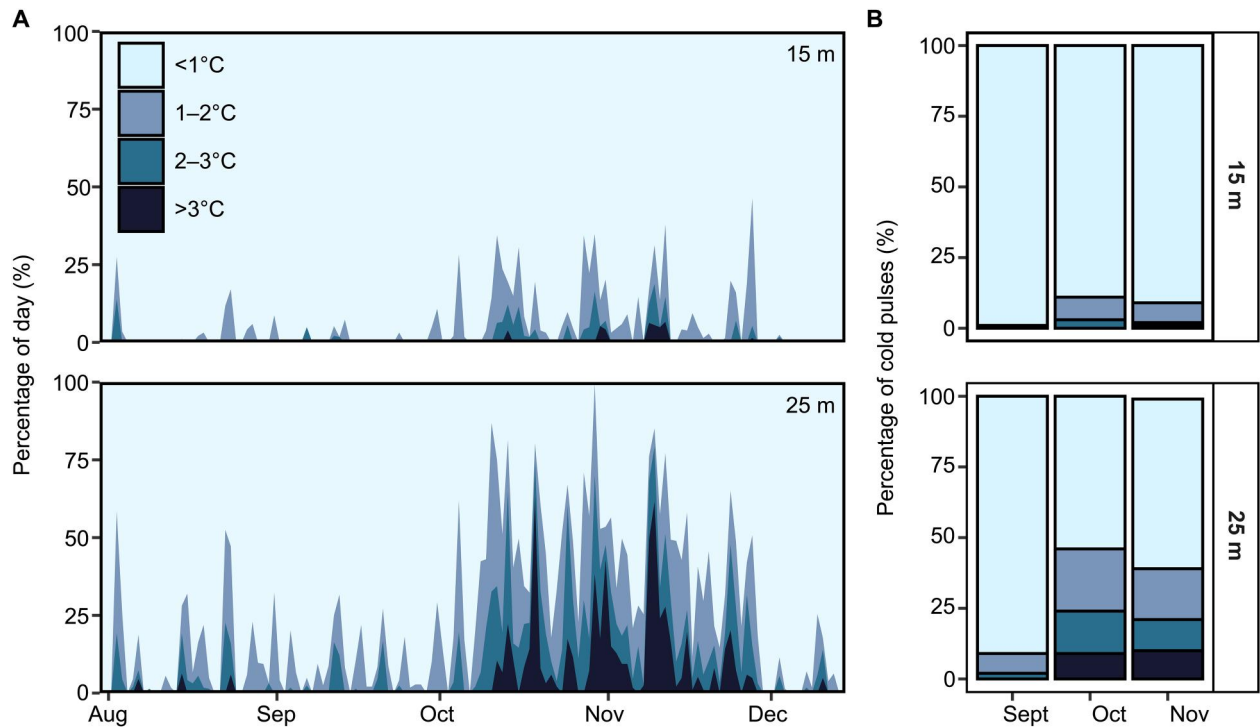 A
Percentage of day (%)
100
75
50
25
0
<1°C
1–2°C
2–3°C
>3°C
15 m
100
75
50
25
0
25 m
Aug
Sep
Oct
Nov
Dec
B
Percentage of cold pulses (%)
100
75
50
25
0
15 m
100
75
50
25
0
25 m
Sept
Oct
Nov